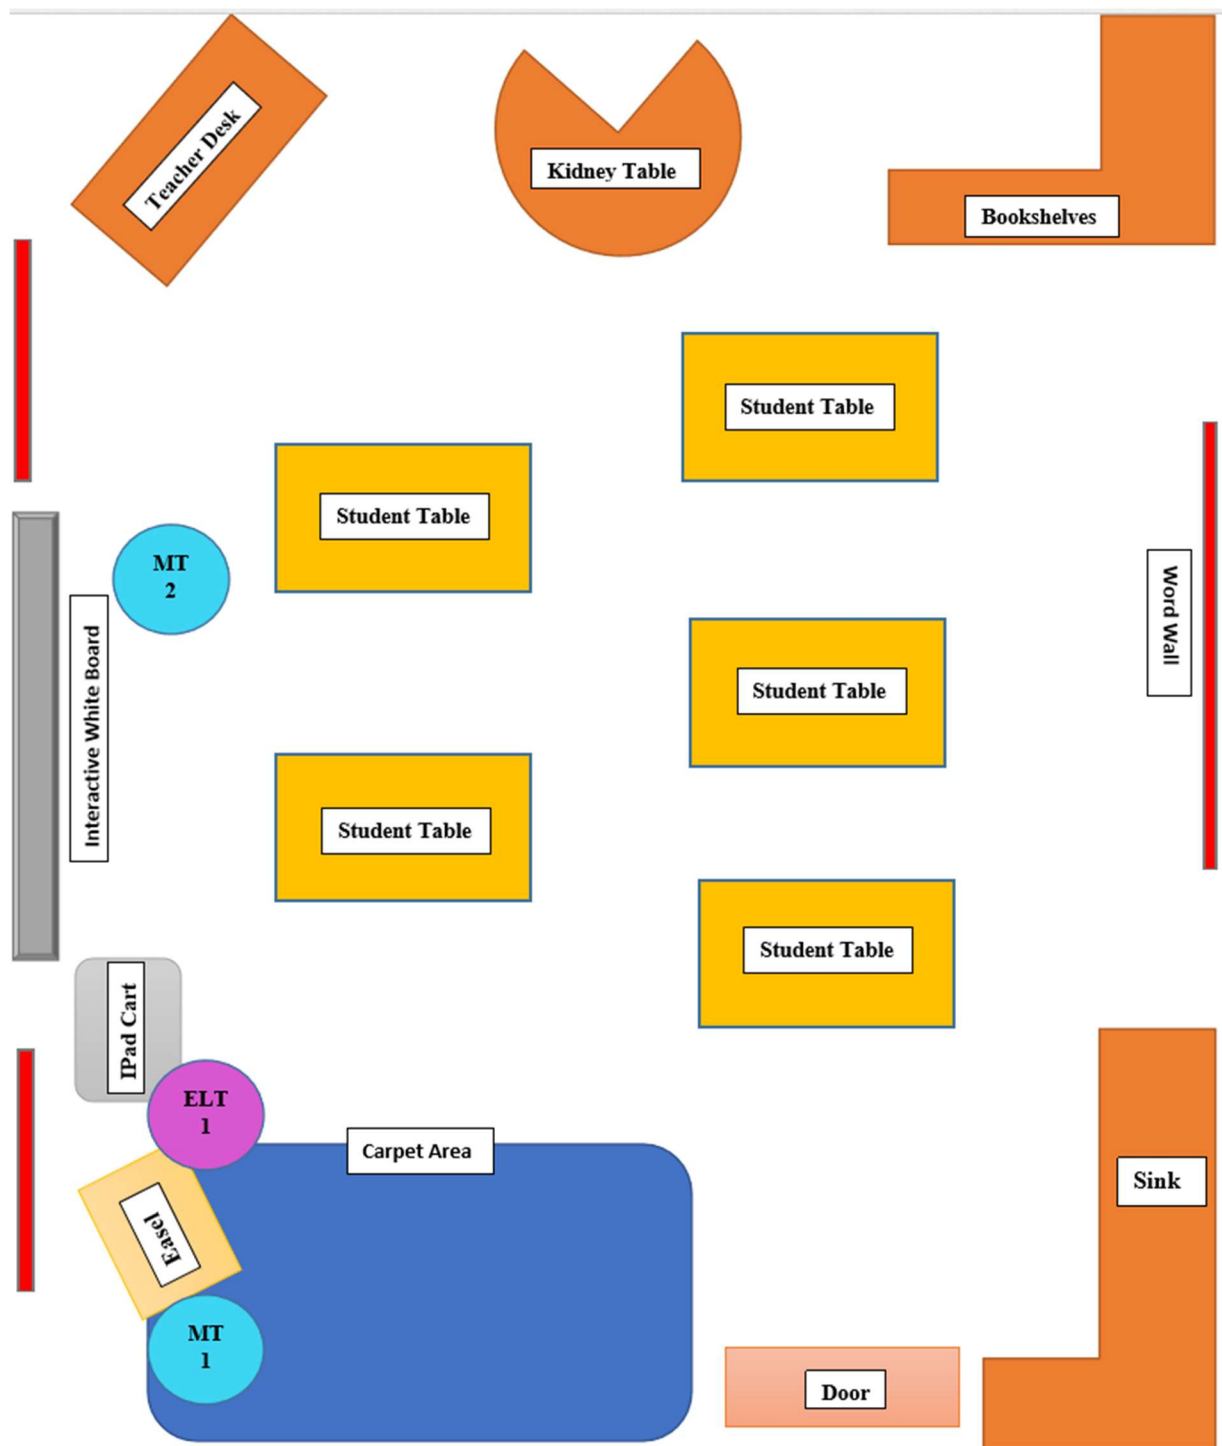 Teacher Desk
Kidney Table
Bookshelves
Student Table
Student Table
MT
2
Word Wall
Interactive White Board
Student Table
Student Table
Student Table
IPad Cart
ELT
1
Carpet Area
Sink
Easel
MT
1
Door